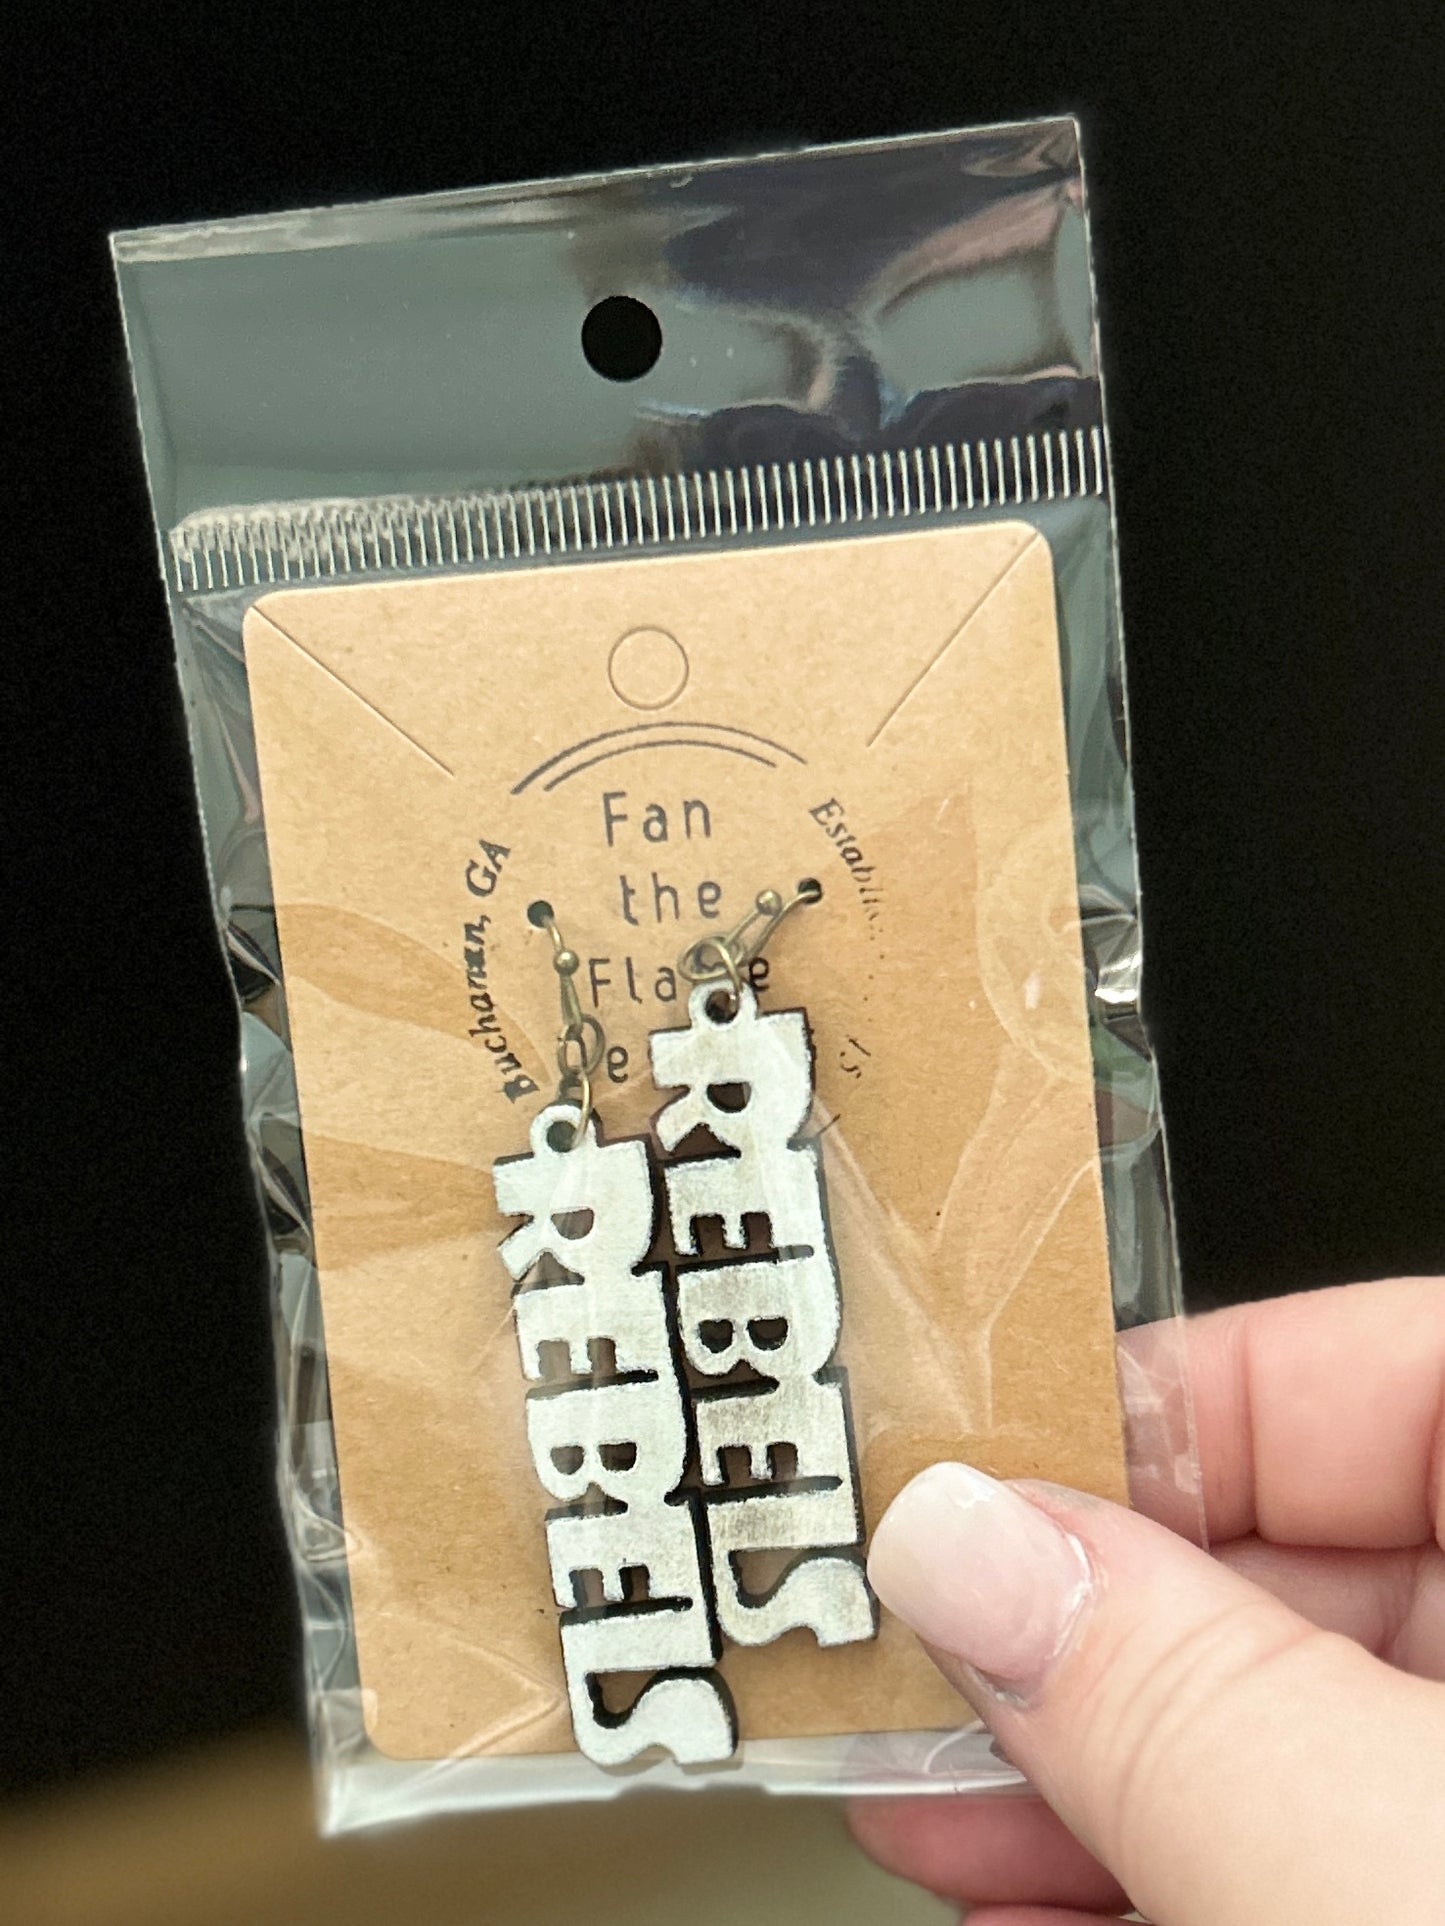 Fan
the
Buchanan, GA
REBELS
REBELS